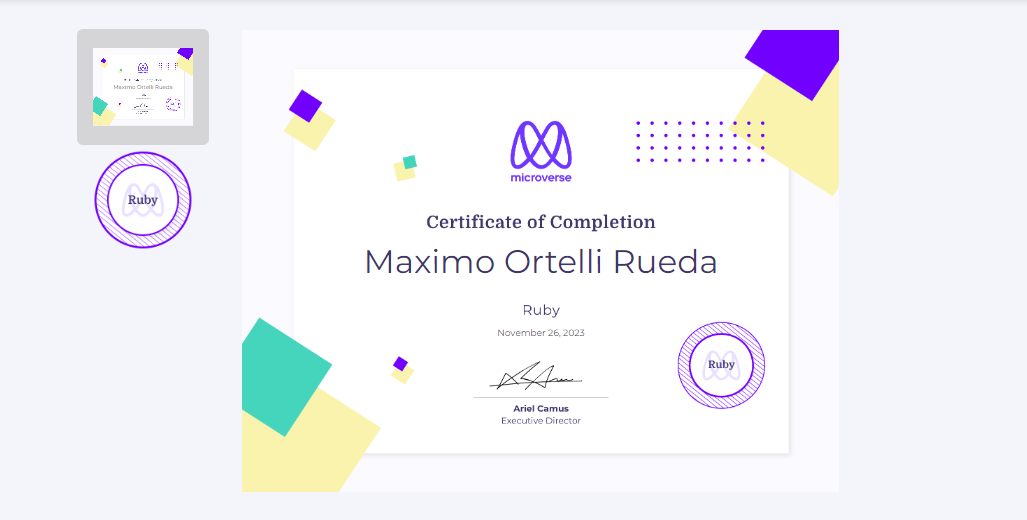 Maximo Ortelli Rueda
Ruby
microverse
Certificate of Completion
Maximo Ortelli Rueda
Ruby
November 26, 2023
Ruby
Ariel Camus
Executive Director